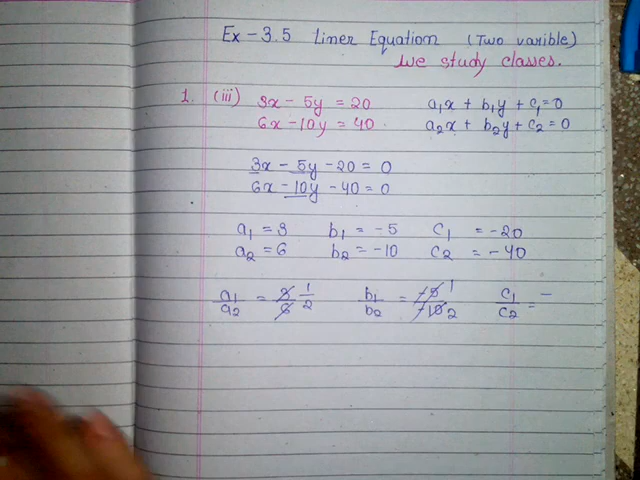 Ex - 3.5 Liner Equation (Two varible)
We study classes.
1. (iii) 3x - 5y = 20 a₁x + b₁y + c₁ = 0
6x - 10y = 40 a₂x + b₂y + c₂ = 0
3x - 5y - 20 = 0
6x - 10y - 40 = 0
a₁ = 3 b₁ = -5 c₁ = -20
a₂ = 6 b₂ = -10 c₂ = -40
a₁/a₂ = 3/6 1/2 b₁/b₂ = -5/-10 1/2 c₁/c₂ = -